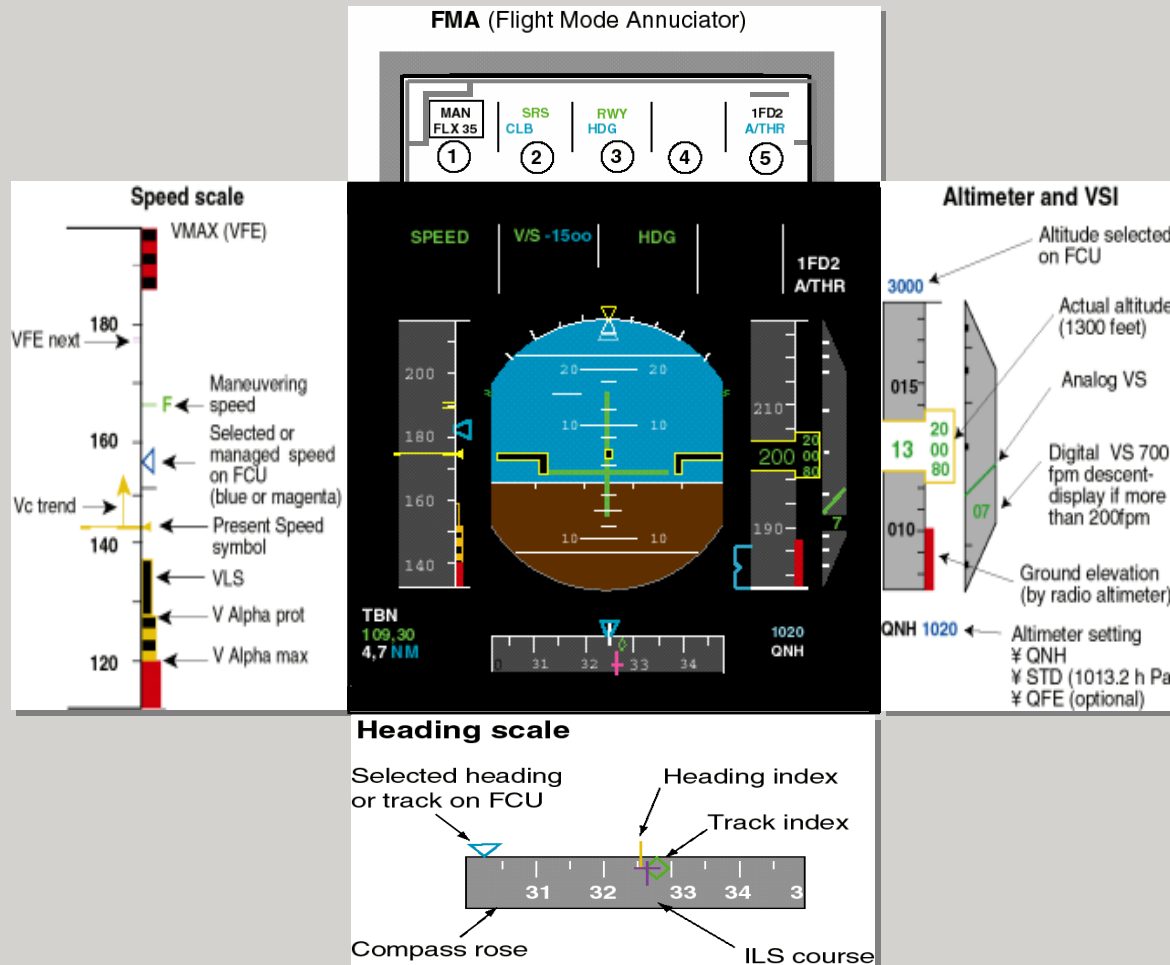 FMA (Flight Mode Annuciator)
MAN
FLX 35
SRS
CLB
RWY
HDG
1FD2
A/THR
1
2
3
4
5
Speed scale
VMAX (VFE)
180
VFE next
F
Maneuvering
speed
160
Selected or
managed speed
on FCU
(blue or magenta)
Vc trend
Present Speed
symbol
140
VLS
V Alpha prot
V Alpha max
120
SPEED
V/S -15oo
HDG
1FD2
A/THR
200
180
160
140
20 20
10 10
10 10
210
200
20
00
80
190
7
TBN
109,30
4,7 NM
1020
QNH
0 31 32 33 34
Altimeter and VSI
Altitude selected
on FCU
3000
Actual altitude
(1300 feet)
015
Analog VS
13
20
00
80
Digital VS 700
fpm descent-
display if more
than 200fpm
07
010
Ground elevation
(by radio altimeter)
QNH 1020
Altimeter setting
¥ QNH
¥ STD (1013.2 h Pa
¥ QFE (optional)
Heading scale
Selected heading
or track on FCU
Heading index
Track index
31 32 33 34 3
Compass rose
ILS course